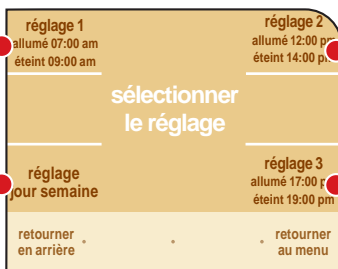 réglage 1
allumé 07:00 am
éteint 09:00 am
réglage 2
allumé 12:00 pm
éteint 14:00 pm
sélectionner
le réglage
réglage
jour semaine
réglage 3
allumé 17:00 pm
éteint 19:00 pm
retourner
en arrière
retourner
au menu